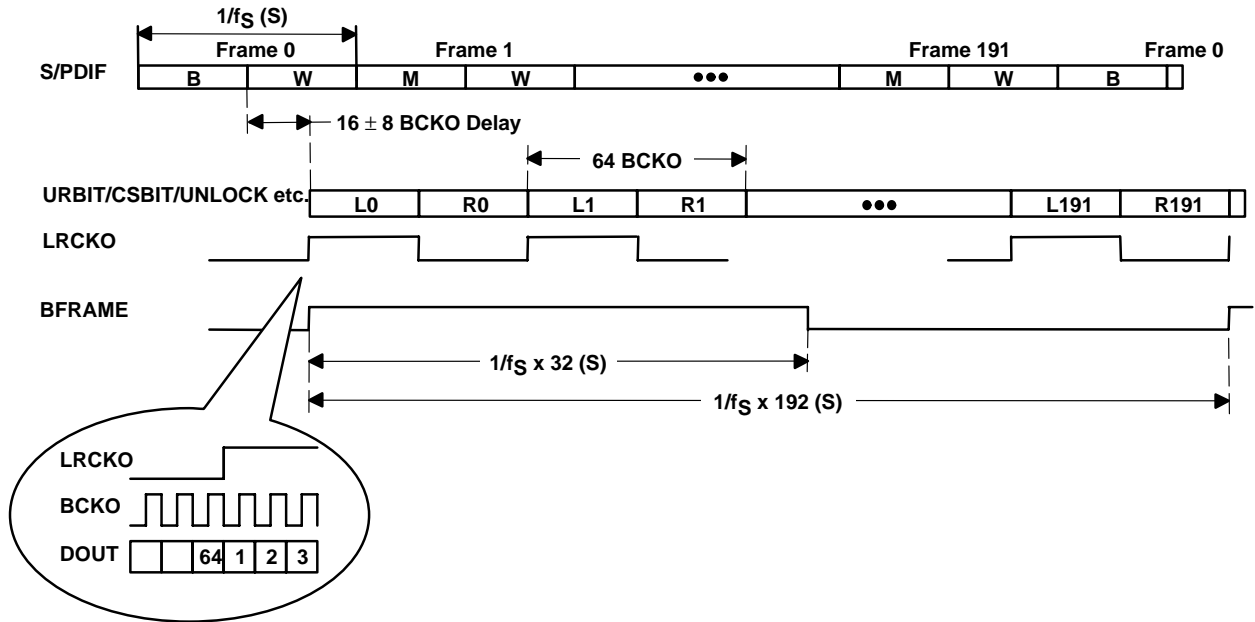 1/fS (S)
Frame 0 Frame 1 Frame 191 Frame 0
S/PDIF B W M W ••• M W B
16 ± 8 BCKO Delay
64 BCKO
URBIT/CSBIT/UNLOCK etc. L0 R0 L1 R1 ••• L191 R191
LRCKO
BFRAME
1/fS x 32 (S)
1/fS x 192 (S)
LRCKO
BCKO
DOUT 64 1 2 3